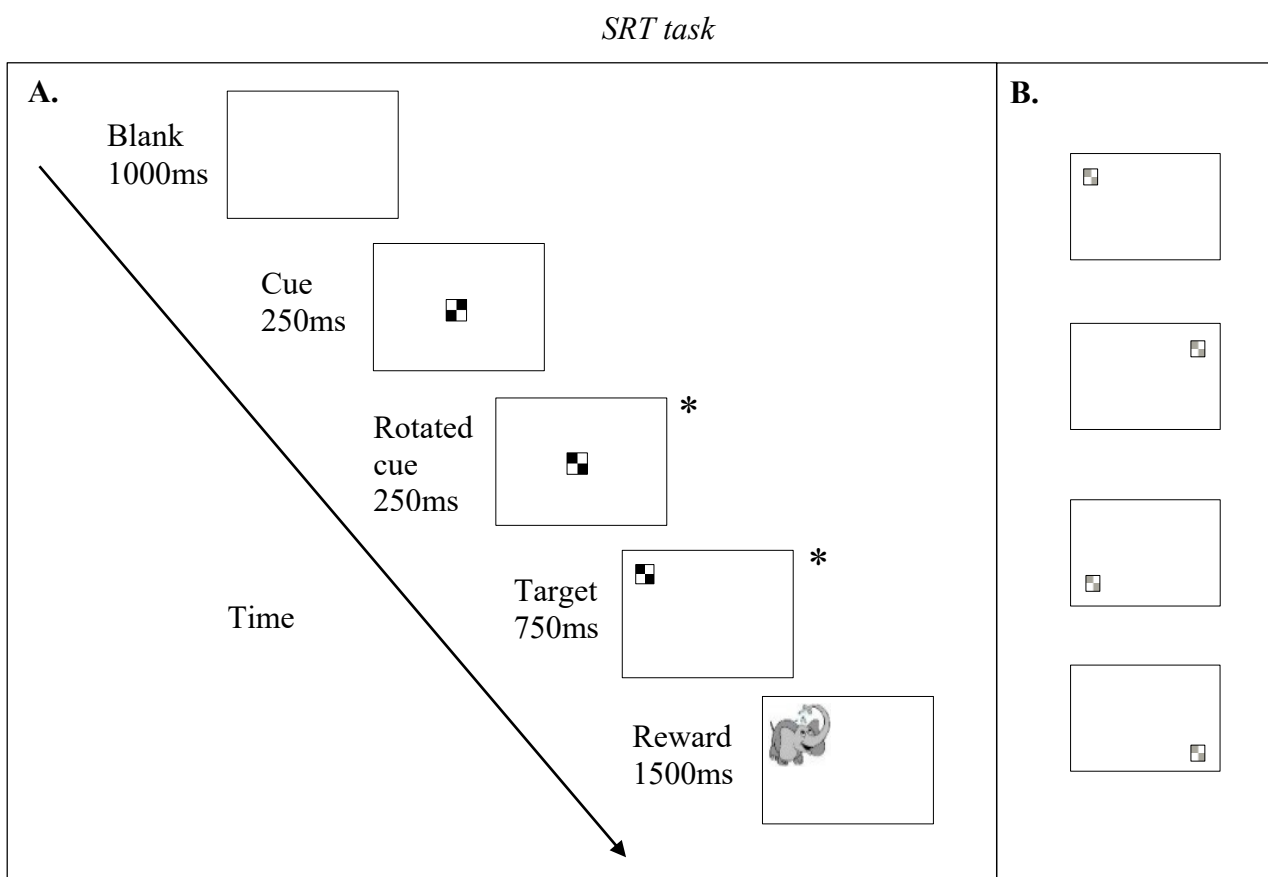 SRT task
A.
Blank
1000ms
Cue
250ms
Rotated
cue
250ms
*
Target
750ms
*
Time
Reward
1500ms
B.